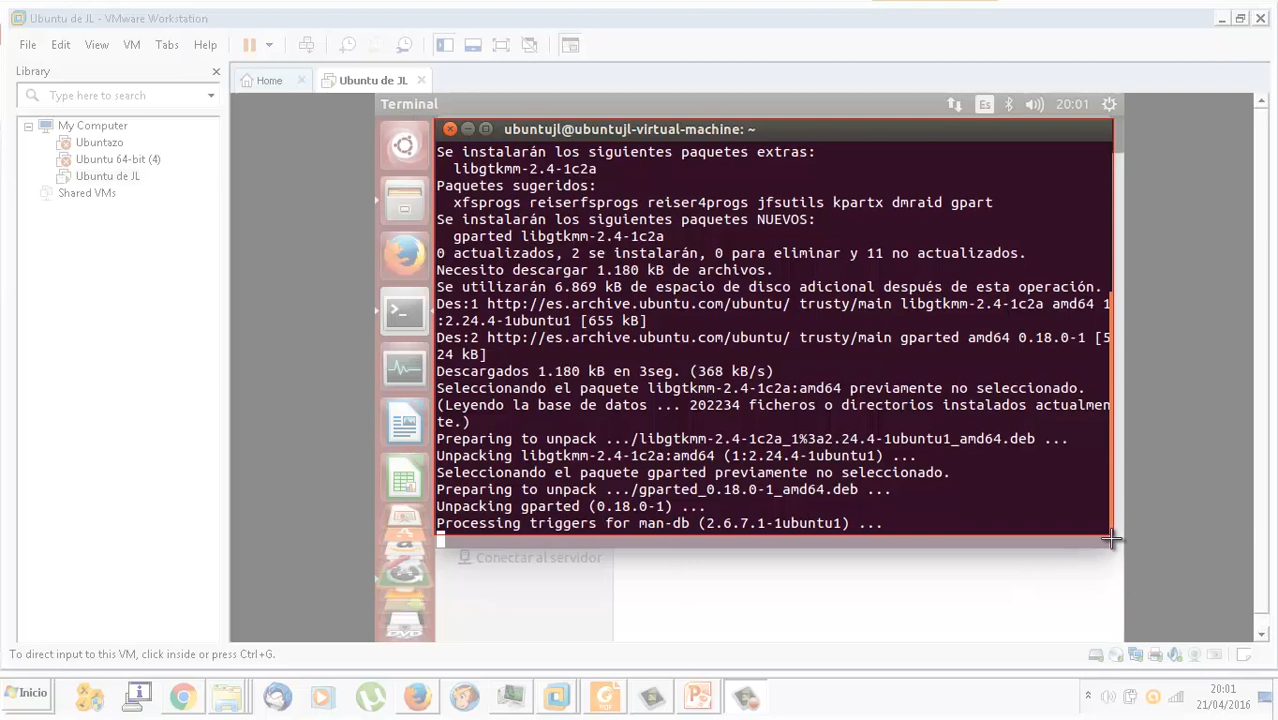 Ubuntu de JL - VMware Workstation
File Edit View VM Tabs Help
Library
Type here to search
My Computer
Ubuntazo
Ubuntu 64-bit (4)
Ubuntu de JL
Shared VMs
Home
Ubuntu de JL
Terminal
Es
20:01
ubuntujl@ubuntujl-virtual-machine: ~
Se instalarán los siguientes paquetes extras:
libgtkmm-2.4-1c2a
Paquetes sugeridos:
xfsprogs reiserfsprogs reiser4progs jfsutils kpartx dmraid gpart
Se instalarán los siguientes paquetes NUEVOS:
gparted libgtkmm-2.4-1c2a
0 actualizados, 2 se instalarán, 0 para eliminar y 11 no actualizados.
Necesito descargar 1.180 kB de archivos.
Se utilizarán 6.869 kB de espacio de disco adicional después de esta operación.
Des:1 http://es.archive.ubuntu.com/ubuntu/ trusty/main libgtkmm-2.4-1c2a amd64 1
:2.24.4-1ubuntu1 [655 kB]
Des:2 http://es.archive.ubuntu.com/ubuntu/ trusty/main gparted amd64 0.18.0-1 [5
24 kB]
Descargados 1.180 kB en 3seg. (368 kB/s)
Seleccionando el paquete libgtkmm-2.4-1c2a:amd64 previamente no seleccionado.
(Leyendo la base de datos ... 202234 ficheros o directorios instalados actualmen
te.)
Preparing to unpack .../libgtkmm-2.4-1c2a_1%3a2.24.4-1ubuntu1_amd64.deb ...
Unpacking libgtkmm-2.4-1c2a:amd64 (1:2.24.4-1ubuntu1) ...
Seleccionando el paquete gparted previamente no seleccionado.
Preparing to unpack .../gparted_0.18.0-1_amd64.deb ...
Unpacking gparted (0.18.0-1) ...
Processing triggers for man-db (2.6.7.1-1ubuntu1) ...
Conectar al servidor
To direct input to this VM, click inside or press Ctrl+G.
Inicio
20:01
21/04/2016